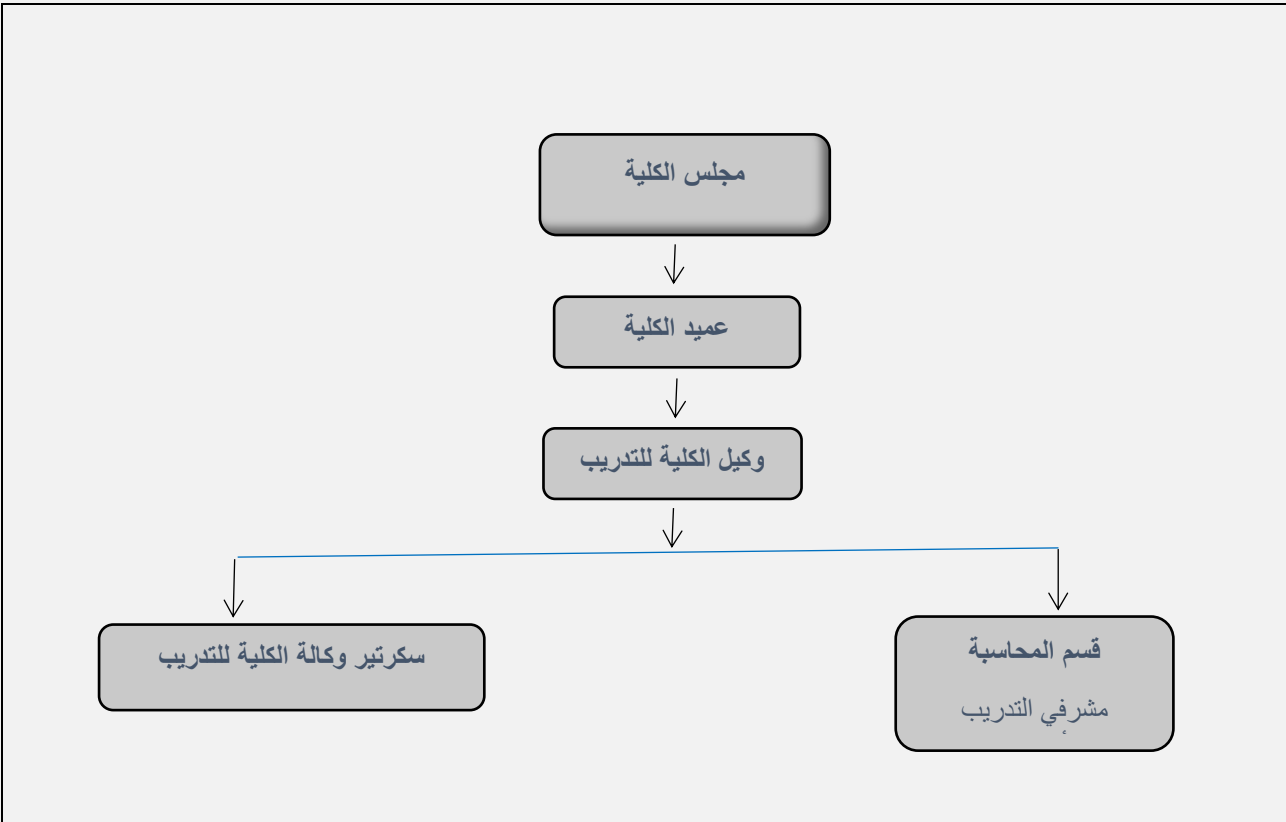 مجلس الكلية
عميد الكلية
وكيل الكلية للتدريب
قسم المحاسبة
مشرفي التدريب
سكرتير وكالة الكلية للتدريب